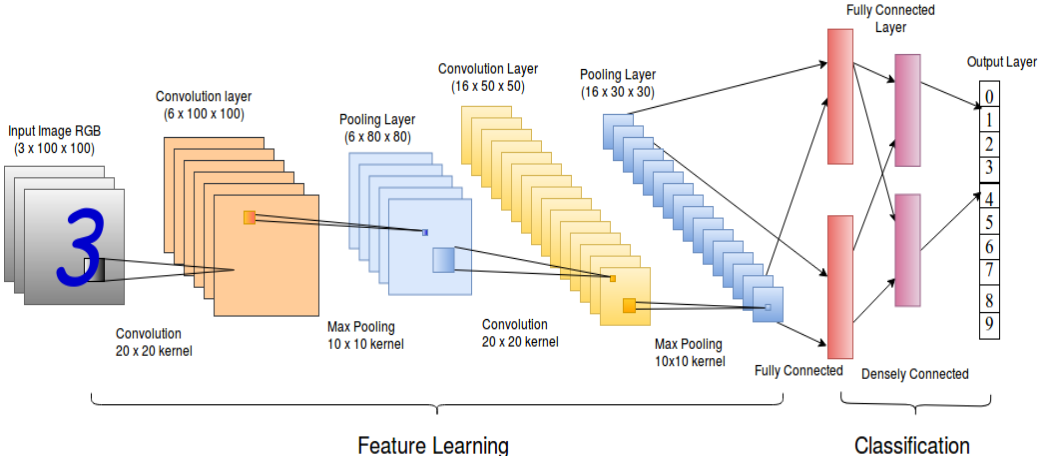 Input Image RGB
(3 x 100 x 100)
3
Convolution layer
(6 x 100 x 100)
Pooling Layer
(6 x 80 x 80)
Convolution Layer
(16 x 50 x 50)
Pooling Layer
(16 x 30 x 30)
Fully Connected
Layer
Output Layer
0
1
2
3
4
5
6
7
8
9
Convolution
20 x 20 kernel
Max Pooling
10 x 10 kernel
Convolution
20 x 20 kernel
Max Pooling
10x10 kernel
Fully Connected
Densely Connected
Feature Learning
Classification